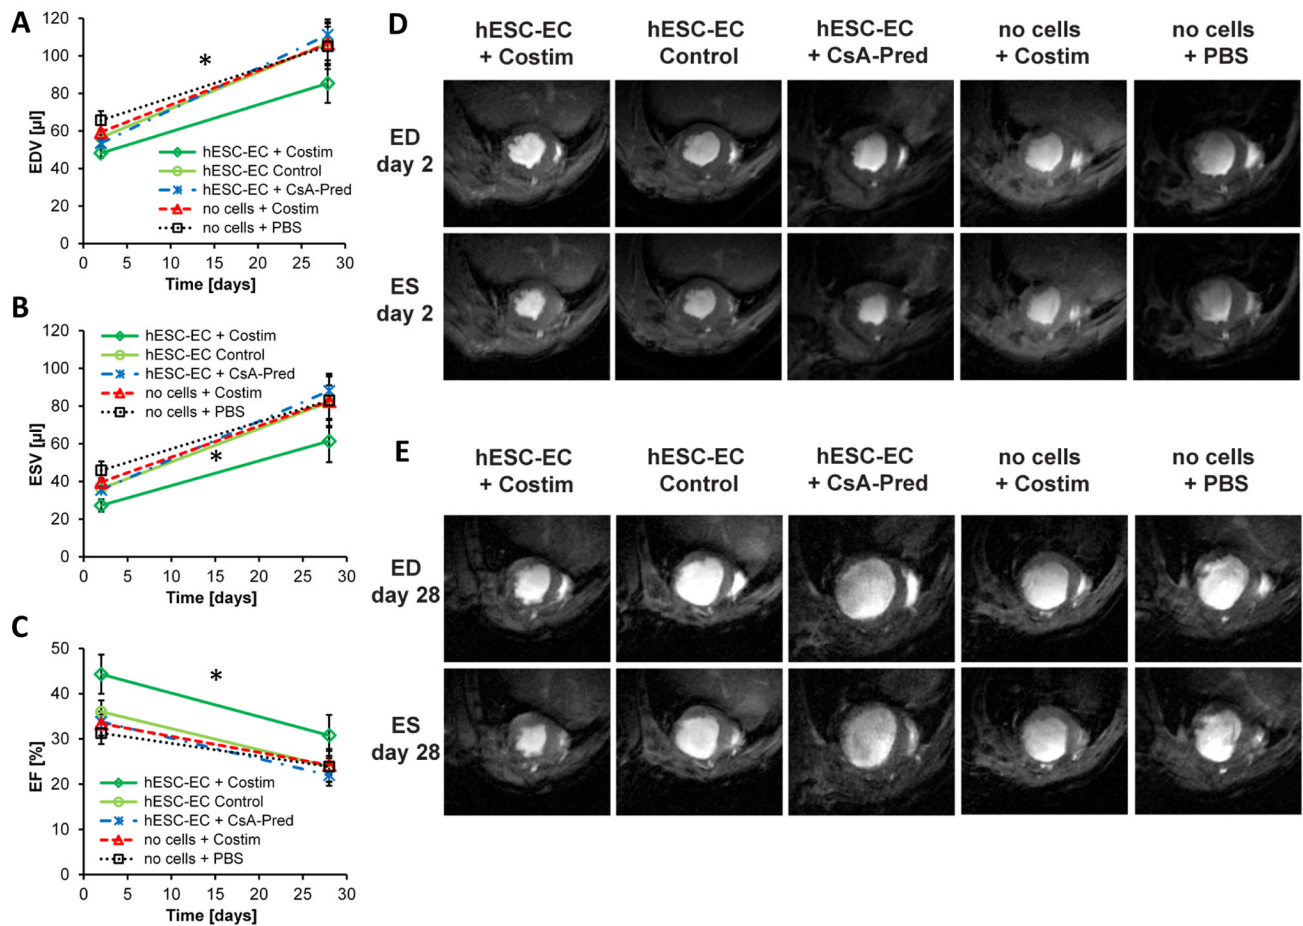 A
120
100
80
60
40
20
0
EDV [µl]
*
hESC-EC + Costim
hESC-EC Control
hESC-EC + CsA-Pred
no cells + Costim
no cells + PBS
0 5 10 15 20 25 30
Time [days]
B
120
100
80
60
40
20
0
ESV [µl]
hESC-EC + Costim
hESC-EC Control
hESC-EC + CsA-Pred
no cells + Costim
no cells + PBS
*
0 5 10 15 20 25 30
Time [days]
C
50
40
30
20
10
0
EF [%]
*
hESC-EC + Costim
hESC-EC Control
hESC-EC + CsA-Pred
no cells + Costim
no cells + PBS
0 5 10 15 20 25 30
Time [days]
D
hESC-EC
+ Costim
hESC-EC
Control
hESC-EC
+ CsA-Pred
no cells
+ Costim
no cells
+ PBS
ED
day 2
ES
day 2
E
hESC-EC
+ Costim
hESC-EC
Control
hESC-EC
+ CsA-Pred
no cells
+ Costim
no cells
+ PBS
ED
day 28
ES
day 28